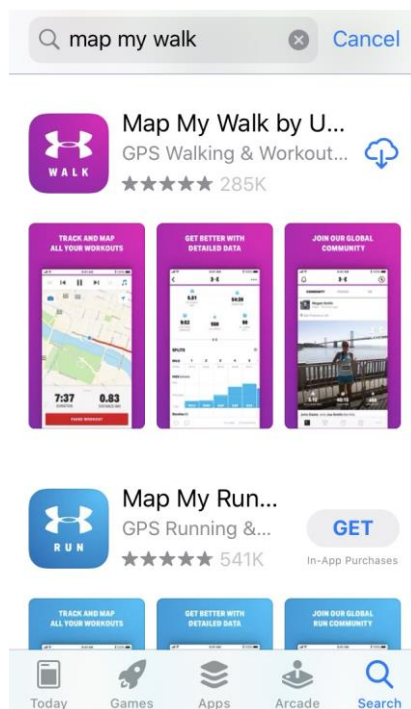 map my walk
Cancel
Map My Walk by U...
GPS Walking & Workout...
285K
WALK
TRACK AND MAP
ALL YOUR WORKOUTS
GET BETTER WITH
DETAILED DATA
JOIN OUR GLOBAL
COMMUNITY
SPLITS
7:37
0.83
Map My Run...
GPS Running &...
541K
RUN
GET
In-App Purchases
TRACK AND MAP
ALL YOUR WORKOUTS
GET BETTER WITH
DETAILED DATA
JOIN OUR GLOBAL
RUN COMMUNITY
Today
Games
Apps
Arcade
Search